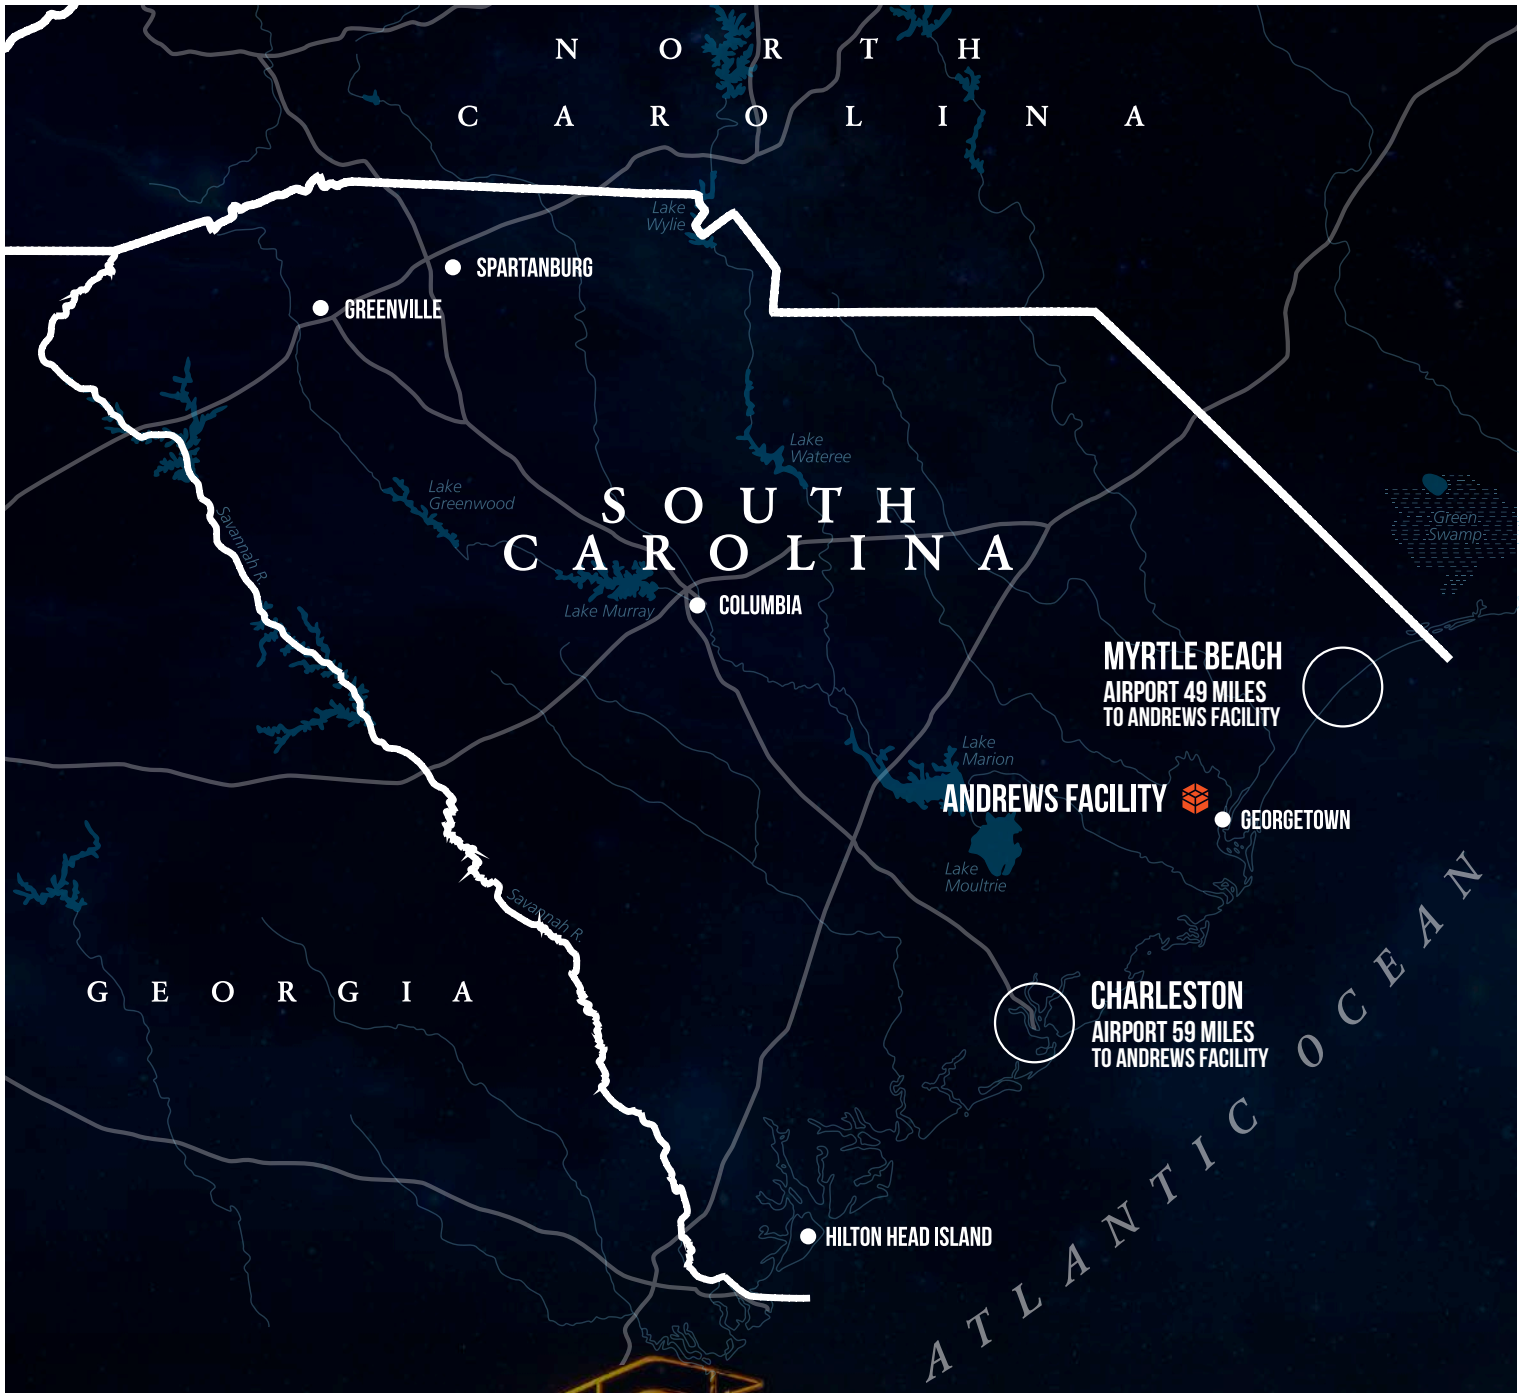 N O R T H
C A R O L I N A
Lake
Wylie
SPARTANBURG
GREENVILLE
Lake
Wateree
Lake
Greenwood
S O U T H
C A R O L I N A
Savannah R.
Green
Swamp
Lake Murray
COLUMBIA
MYRTLE BEACH
AIRPORT 49 MILES
TO ANDREWS FACILITY
Lake
Marion
ANDREWS FACILITY
GEORGETOWN
Lake
Moultrie
Savannah R.
G E O R G I A
CHARLESTON
AIRPORT 59 MILES
TO ANDREWS FACILITY
HILTON HEAD ISLAND
A T L A N T I C O C E A N